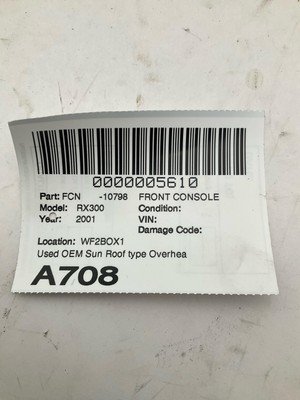 0000005610
Part: FCN -10798 FRONT CONSOLE
Model: RX300 Condition:
Year: 2001 VIN:
Damage Code:
Location: WF2BOX1
Used OEM Sun Roof type Overhea
A708